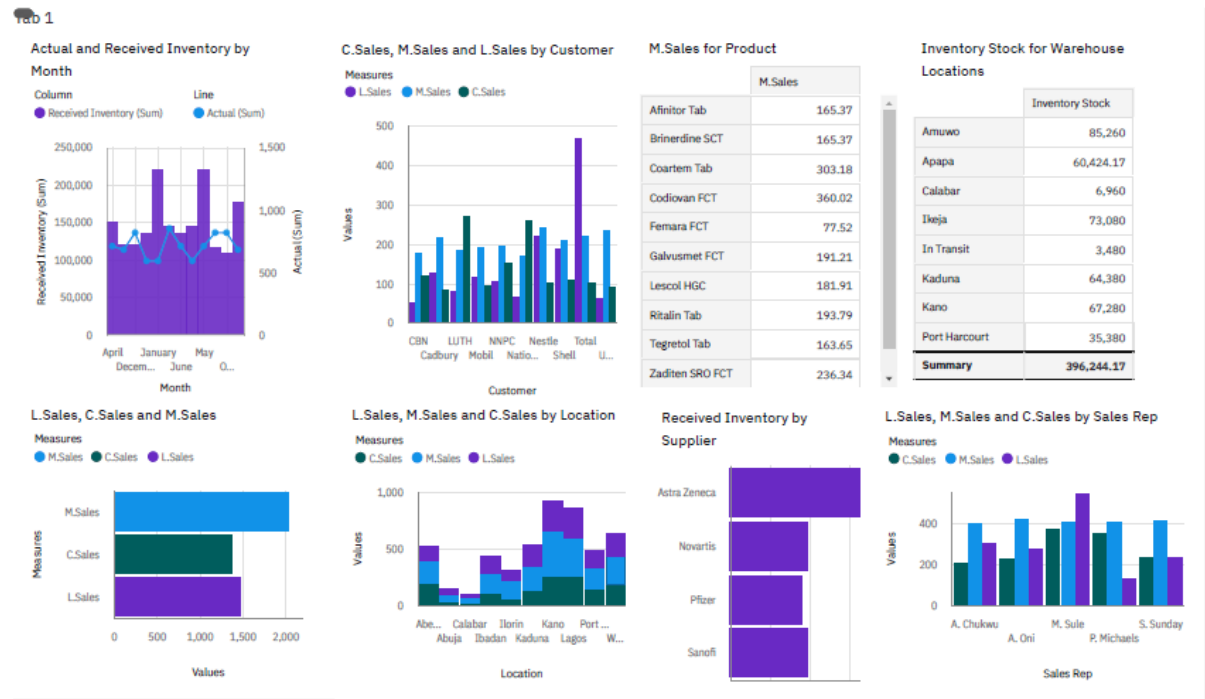 Tab 1
Actual and Received Inventory by
Month
Column
Line
Received Inventory (Sum)
Actual (Sum)
250,000
200,000
150,000
100,000
50,000
0
1,500
1,000
500
0
Received Inventory (Sum)
Actual (Sum)
April
January
May
Decem...
June
O...
Month
C.Sales, M.Sales and L.Sales by Customer
Measures
L.Sales
M.Sales
C.Sales
500
400
300
200
100
0
Values
CBN
LUTH
NNPC
Nestle
Total
Cadbury
Mobil
Natio...
Shell
U...
Customer
M.Sales for Product
M.Sales
Afinitor Tab 165.37
Brinerdine SCT 165.37
Coartem Tab 303.18
Codiovan FCT 360.02
Femara FCT 77.52
Galvusmet FCT 191.21
Lescol HGC 181.91
Ritalin Tab 193.79
Tegretol Tab 163.65
Zaditen SRO FCT 236.34
Inventory Stock for Warehouse
Locations
Inventory Stock
Amuwo 85,260
Apapa 60,424.17
Calabar 6,960
Ikeja 73,080
In Transit 3,480
Kaduna 64,380
Kano 67,280
Port Harcourt 35,380
Summary 396,244.17
L.Sales, C.Sales and M.Sales
Measures
M.Sales
C.Sales
L.Sales
Measures
M.Sales
C.Sales
L.Sales
0
500
1,000
1,500
2,000
Values
L.Sales, M.Sales and C.Sales by Location
Measures
C.Sales
M.Sales
L.Sales
1,000
500
0
Values
Abe...
Calabar
Ilorin
Kano
Port ...
Abuja
Ibadan
Kaduna
Lagos
W...
Location
Received Inventory by
Supplier
Astra Zeneca
Novartis
Pfizer
Sanofi
L.Sales, M.Sales and C.Sales by Sales Rep
Measures
C.Sales
M.Sales
L.Sales
400
200
0
Values
A. Chukwu
M. Sule
S. Sunday
A. Oni
P. Michaels
Sales Rep